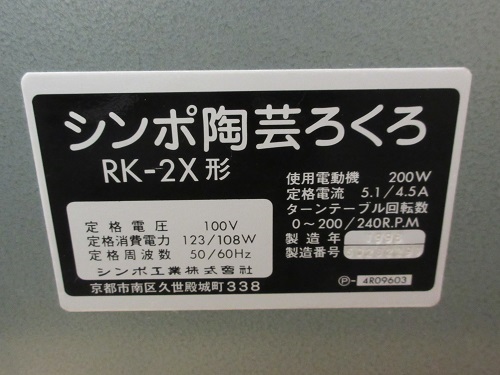 シンポ陶芸ろくろ
RK-2X形
使用電動機 200W
定格電流 5.1/4.5A
ターンテーブル回転数
0～200/240R.P.M
製造年
製造番号
定格電圧 100V
定格消費電力 123/108W
定格周波数 50/60Hz
シンポ工業株式会社
京都市南区久世殿城町338
Ⓟ- 4R09603